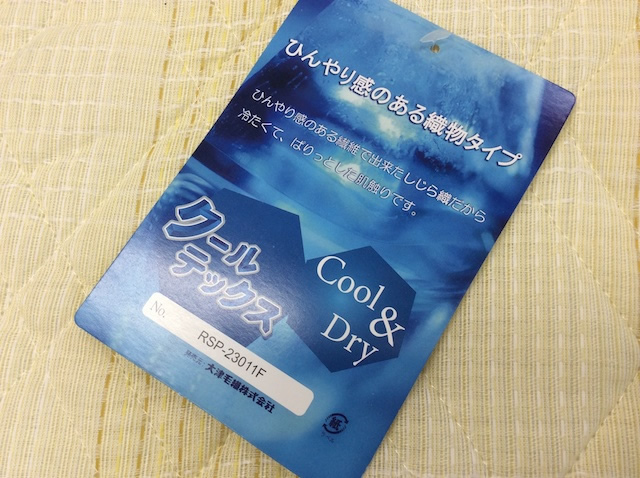 ひんやり感のある織物タイプ
ひんやり感のある繊維で出来たしじら織だから
冷たくて、ぱりっとした肌触りです。
クール
テックス
Cool &
Dry
No.
RSP-23011F
大津毛織株式会社
紙